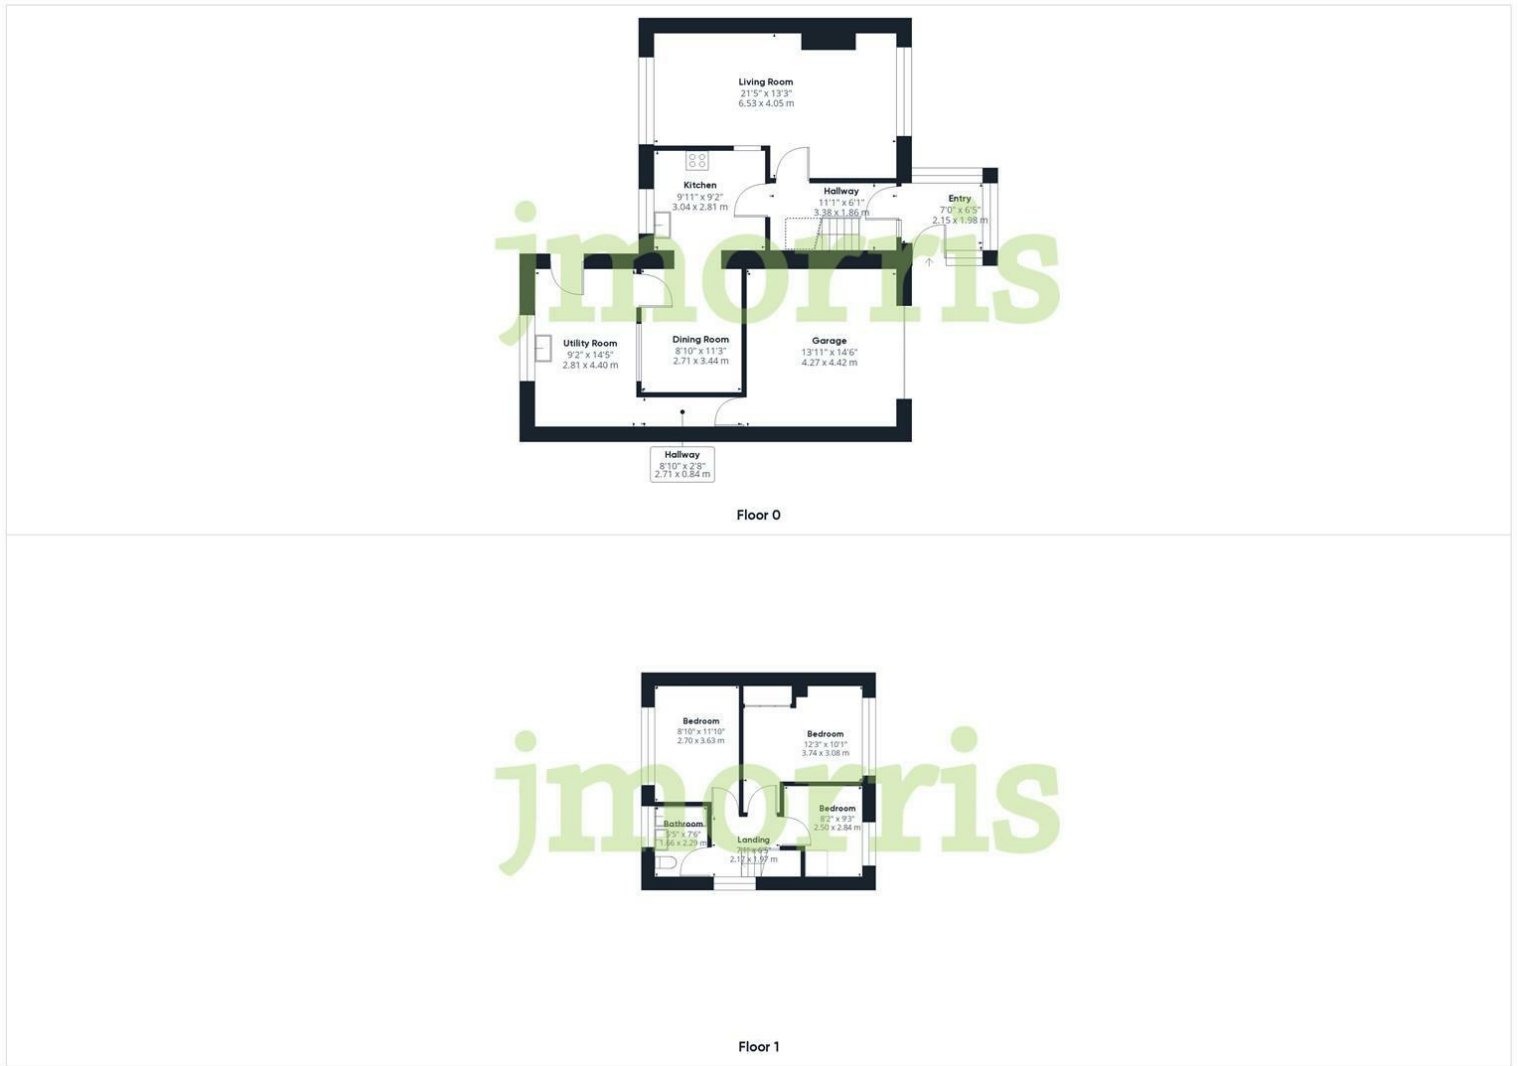 Living Room
21'5" x 13'3"
6.53 x 4.05 m
Kitchen
9'11" x 9'2"
3.04 x 2.81 m
Hallway
11'1" x 6'1"
3.38 x 1.86 m
Entry
7'0" x 6'5"
2.15 x 1.98 m
jmorris
Utility Room
9'2" x 14'5"
2.81 x 4.40 m
Dining Room
8'10" x 11'3"
2.71 x 3.44 m
Garage
13'11" x 14'6"
4.27 x 4.42 m
Hallway
8'10" x 2'8"
2.71 x 0.84 m
Floor 0
Bedroom
8'10" x 11'10"
2.70 x 3.63 m
Bedroom
12'3" x 10'1"
3.74 x 3.08 m
jmorris
Bedroom
8'2" x 9'3"
2.50 x 2.84 m
Bathroom
5'5" x 7'6"
1.66 x 2.29 m
Landing
2.17 x 1.97 m
Floor 1